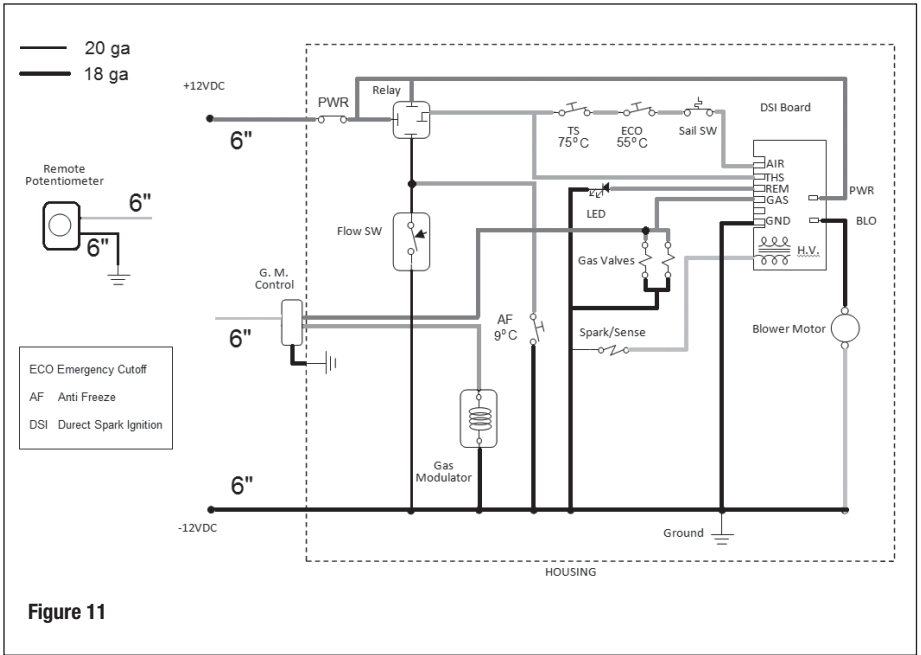 20 ga
18 ga
+12VDC
PWR
Relay
6"
TS
75°C
ECO
55°C
Sail SW
DSI Board
Remote
Potentiometer
6"
6"
AIR
THS
REM
GAS
GND
PWR
BLO
H.V.
LED
Flow SW
Gas Valves
G. M.
Control
6"
AF
9°C
Spark/Sense
Blower Motor
ECO Emergency Cutoff
AF Anti Freeze
DSI Durect Spark Ignition
Gas
Modulator
6"
-12VDC
Ground
HOUSING
Figure 11